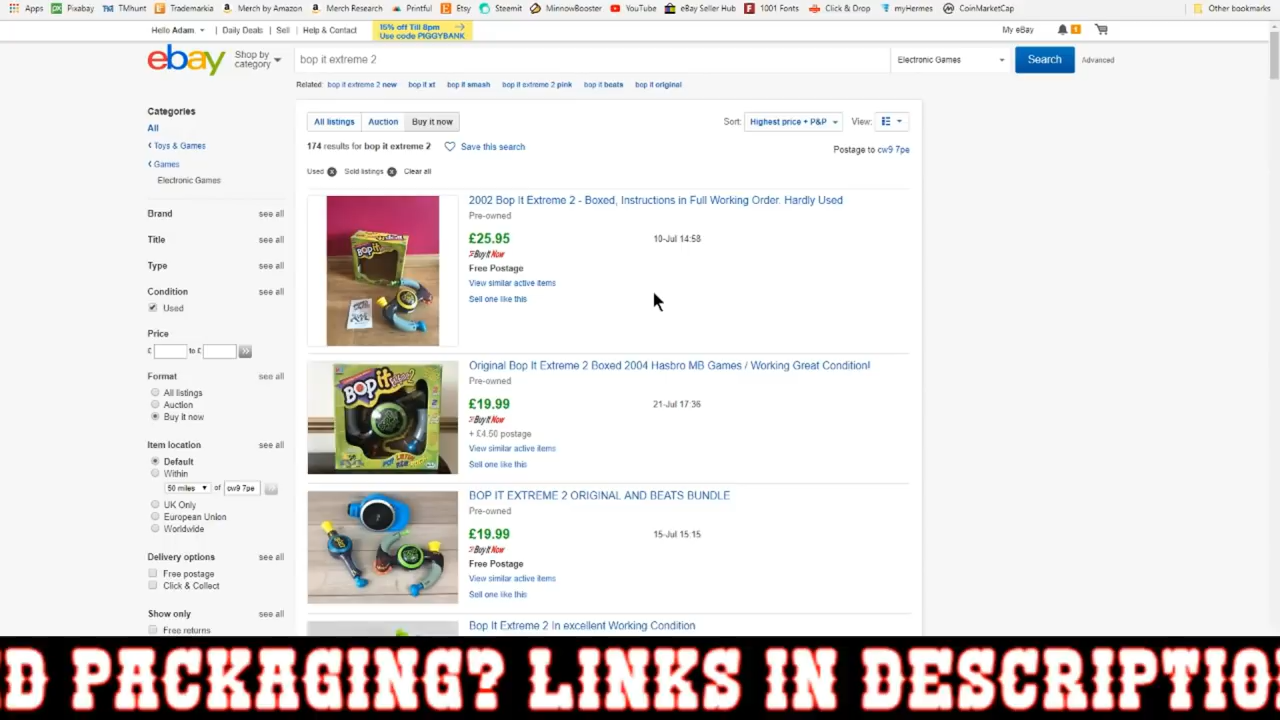 Apps Pixabay TMhunt Trademarkia Merch by Amazon Merch Research Printful Etsy Steemit MinnowBooster YouTube eBay Seller Hub 1001 Fonts Click & Drop myHermes CoinMarketCap Other bookmarks
Hello Adam. Daily Deals Sell Help & Contact 15% off Till 8pm My eBay
Use code PIGGYBANK
ebay Shop by category bop it extreme 2 Electronic Games Search Advanced
Related: bop it extreme 2 new bop it xt bop it smash bop it extreme 2 pink bop it beats bop it original
Categories
All
Toys & Games
Games
Electronic Games
Brand see all
Title see all
Type see all
Condition see all
Used
Price
£ to £
Format see all
All listings
Auction
Buy it now
Item location see all
Default
Within
50 miles of cw9 7pe
UK Only
European Union
Worldwide
Delivery options see all
Free postage
Click & Collect
Show only see all
Free returns
All listings Auction Buy it now Sort: Highest price + P&P View:
174 results for bop it extreme 2 Save this search Postage to cw9 7pe
Used Sold listings Clear all
2002 Bop It Extreme 2 - Boxed, Instructions in Full Working Order. Hardly Used
Pre-owned
£25.95 10-Jul 14:58
Buy It Now
Free Postage
View similar active items
Sell one like this
Original Bop It Extreme 2 Boxed 2004 Hasbro MB Games / Working Great Condition!
Pre-owned
£19.99 21-Jul 17:36
Buy It Now
+ £4.50 postage
View similar active items
Sell one like this
BOP IT EXTREME 2 ORIGINAL AND BEATS BUNDLE
Pre-owned
£19.99 15-Jul 15:15
Buy It Now
Free Postage
View similar active items
Sell one like this
Bop It Extreme 2 In excellent Working Condition
Bop it
Bop it
D PACKAGING? LINKS IN DESCRIPTIO